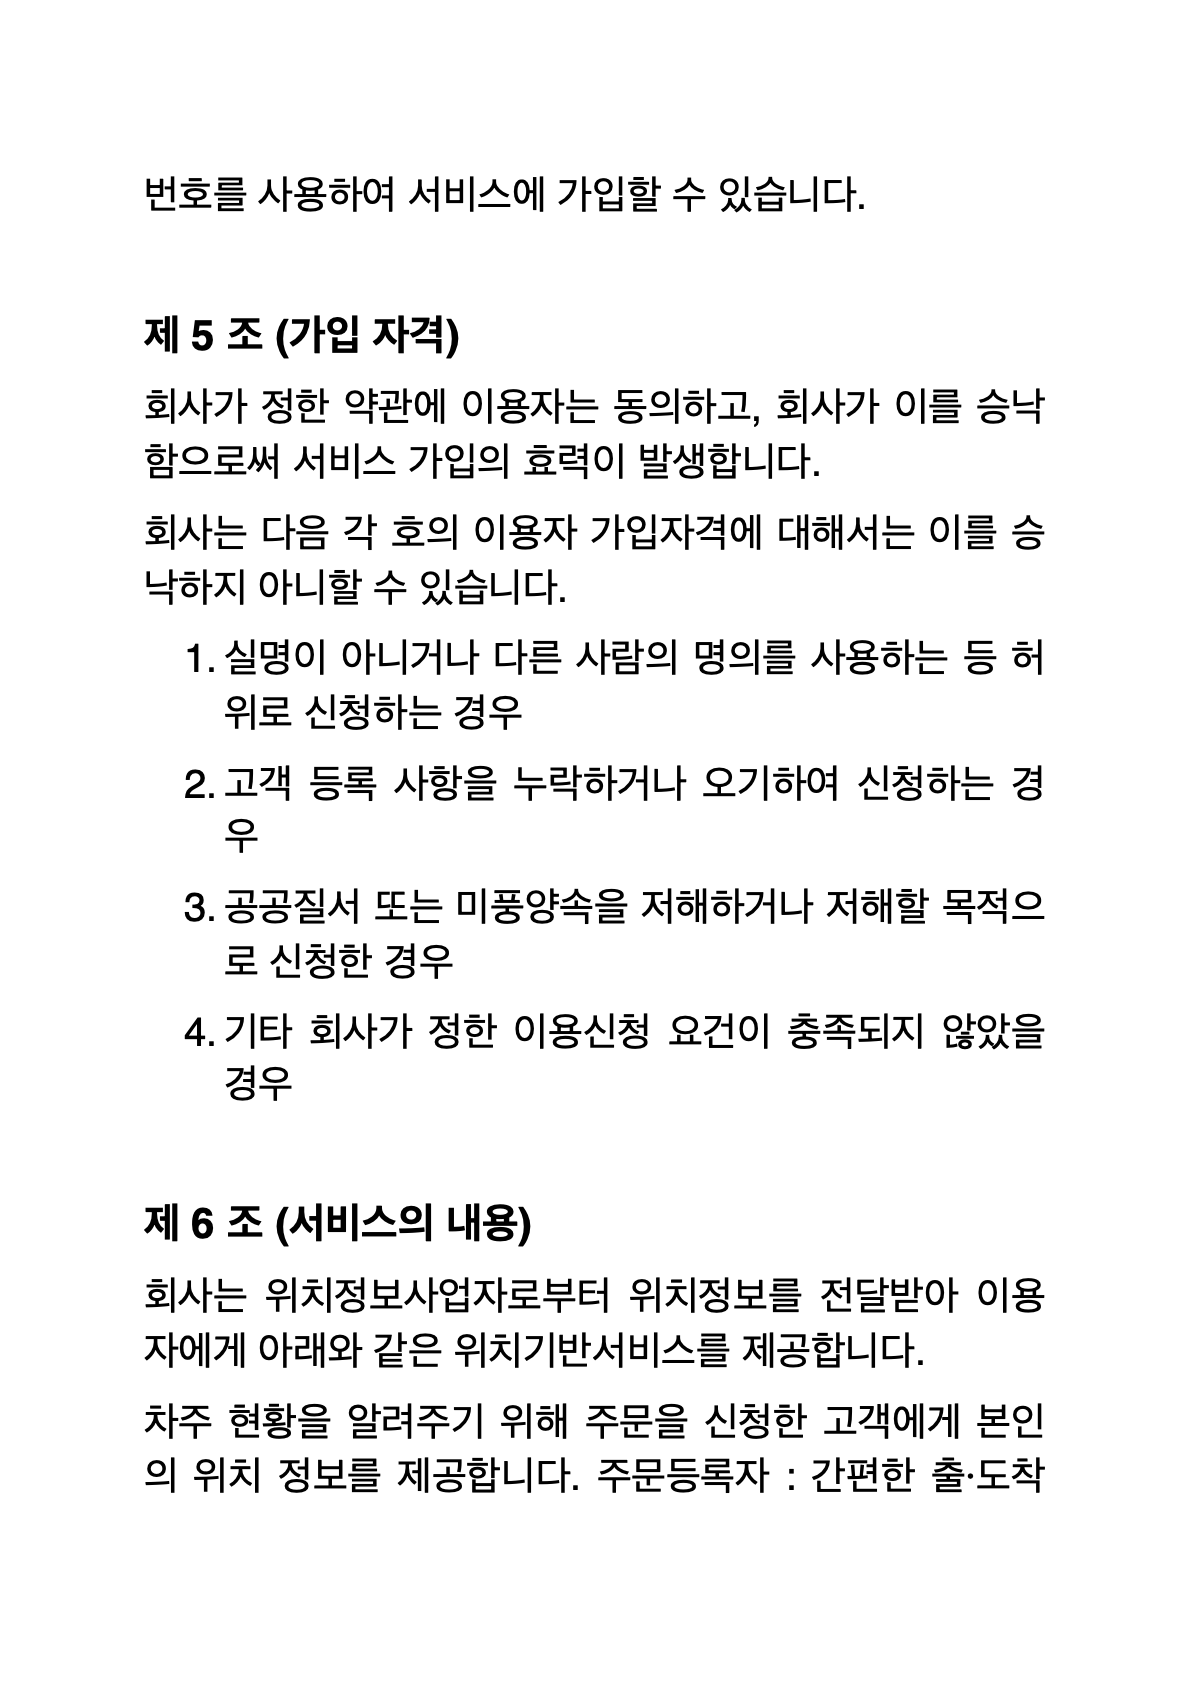 번호를 사용하여 서비스에 가입할 수 있습니다.
제 5 조 (가입 자격)
회사가 정한 약관에 이용자는 동의하고, 회사가 이를 승낙
함으로써 서비스 가입의 효력이 발생합니다.
회사는 다음 각 호의 이용자 가입자격에 대해서는 이를 승
낙하지 아니할 수 있습니다.
1. 실명이 아니거나 다른 사람의 명의를 사용하는 등 허
위로 신청하는 경우
2. 고객 등록 사항을 누락하거나 오기하여 신청하는 경
우
3. 공공질서 또는 미풍양속을 저해하거나 저해할 목적으
로 신청한 경우
4. 기타 회사가 정한 이용신청 요건이 충족되지 않았을
경우
제 6 조 (서비스의 내용)
회사는 위치정보사업자로부터 위치정보를 전달받아 이용
자에게 아래와 같은 위치기반서비스를 제공합니다.
차주 현황을 알려주기 위해 주문을 신청한 고객에게 본인
의 위치 정보를 제공합니다. 주문등록자 : 간편한 출·도착